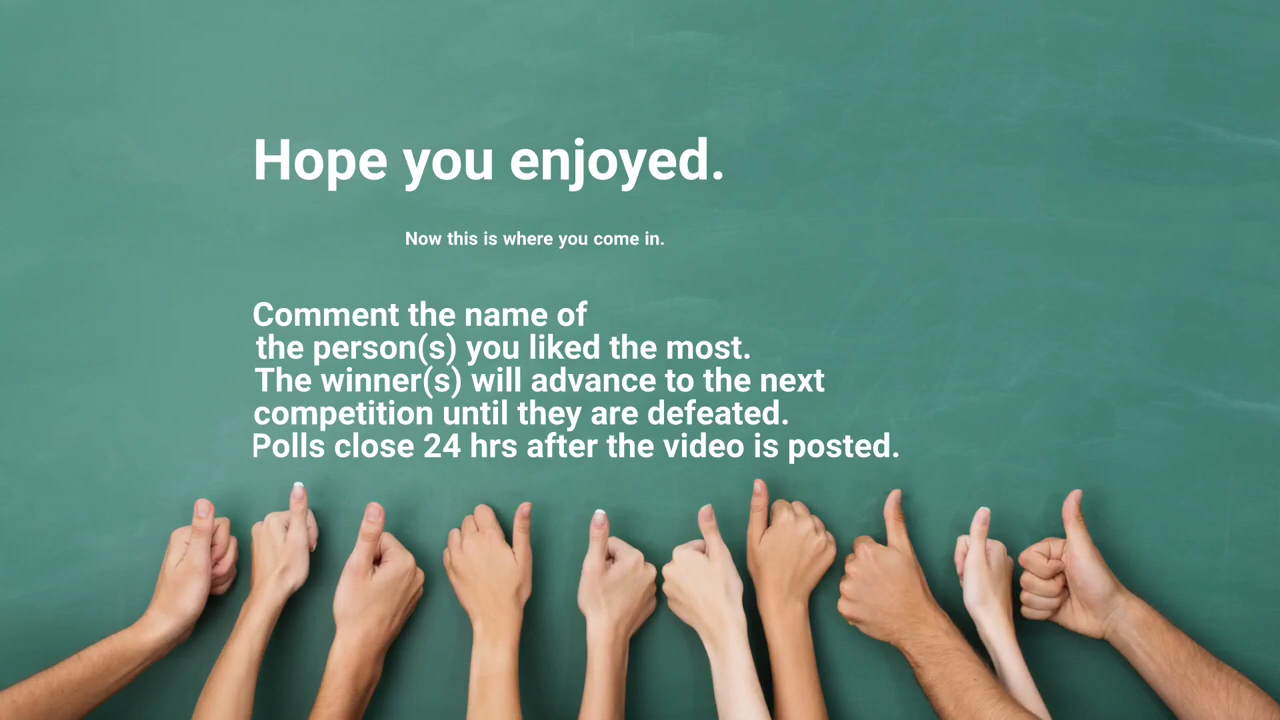 Hope you enjoyed.
Now this is where you come in.
Comment the name of
the person(s) you liked the most.
The winner(s) will advance to the next
competition until they are defeated.
Polls close 24 hrs after the video is posted.